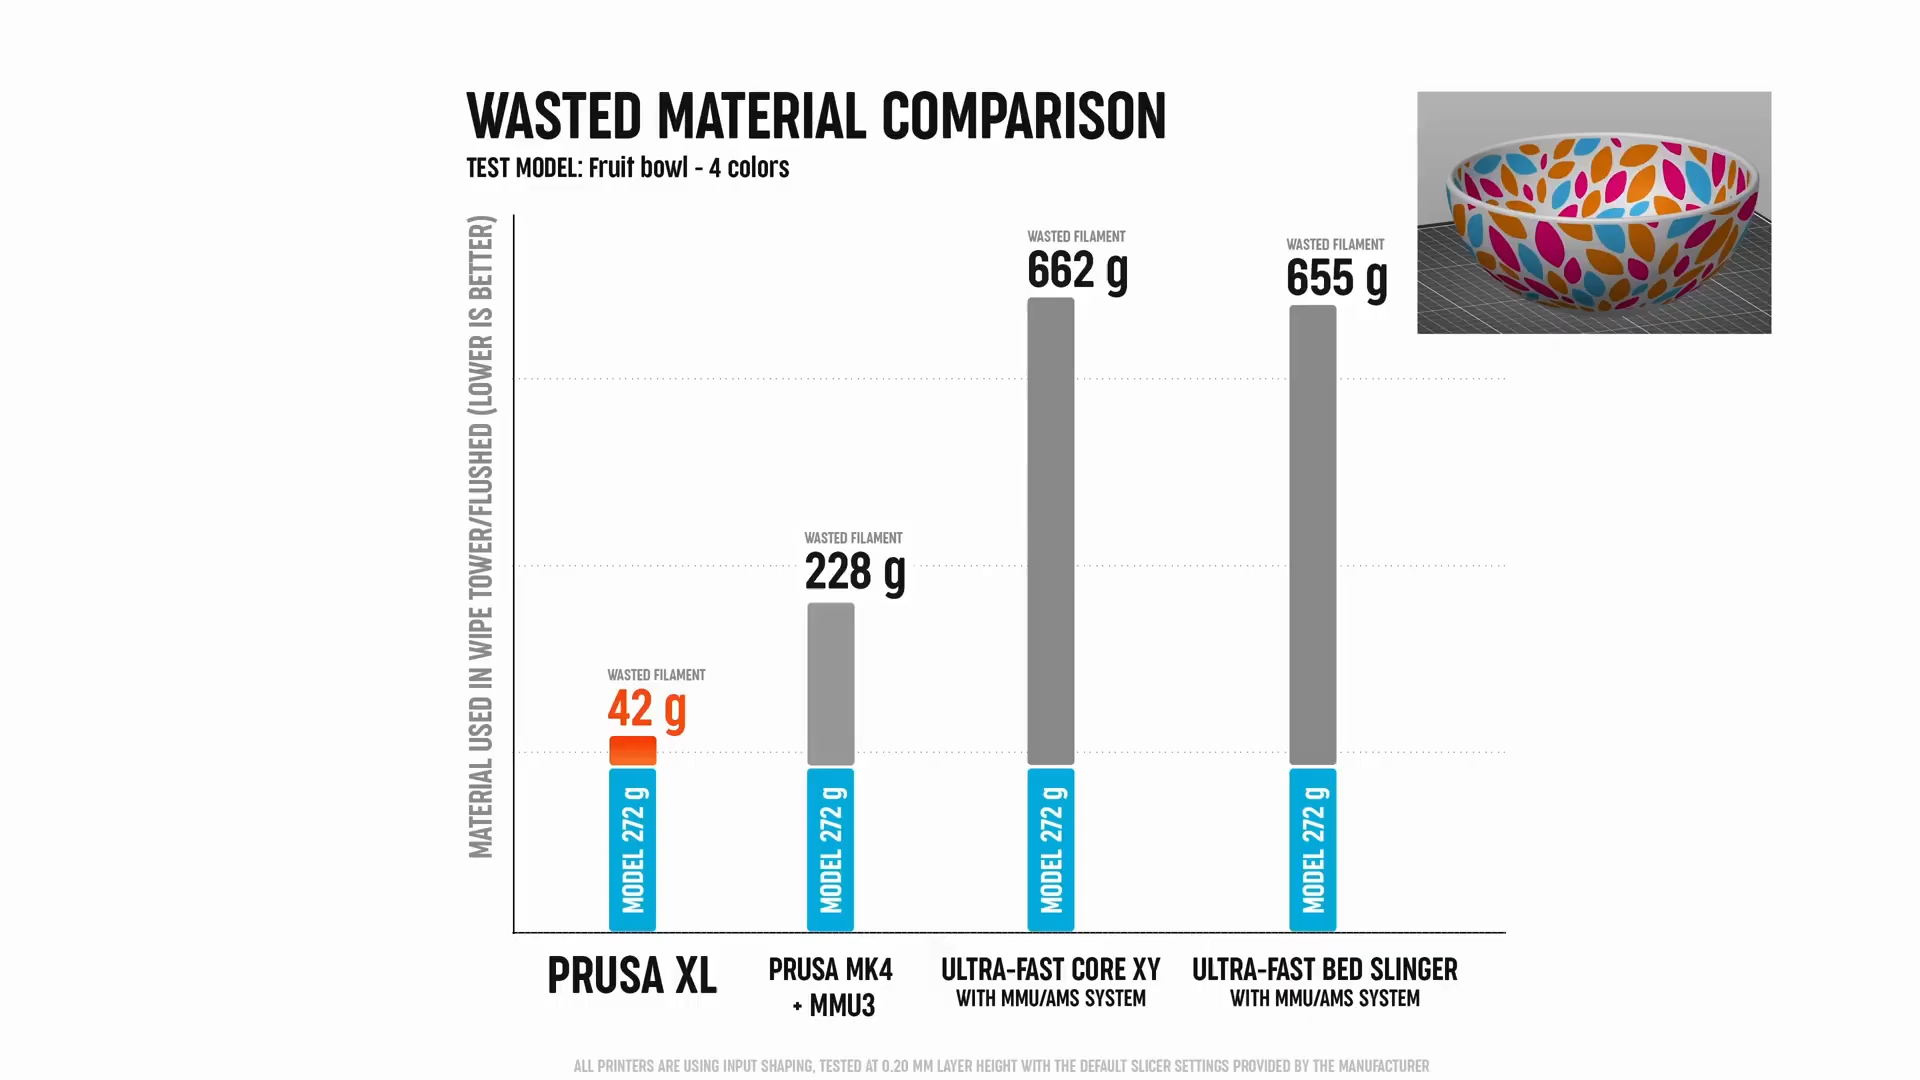 WASTED MATERIAL COMPARISON
TEST MODEL: Fruit bowl - 4 colors
MATERIAL USED IN WIPE TOWER/FLUSHED (LOWER IS BETTER)
WASTED FILAMENT
42 g
MODEL 272 g
WASTED FILAMENT
228 g
MODEL 272 g
WASTED FILAMENT
662 g
MODEL 272 g
WASTED FILAMENT
655 g
MODEL 272 g
PRUSA XL
PRUSA MK4
+ MMU3
ULTRA-FAST CORE XY
WITH MMU/AMS SYSTEM
ULTRA-FAST BED SLINGER
WITH MMU/AMS SYSTEM
ALL PRINTERS ARE USING INPUT SHAPING, TESTED AT 0.20 MM LAYER HEIGHT WITH THE DEFAULT SLICER SETTINGS PROVIDED BY THE MANUFACTURER